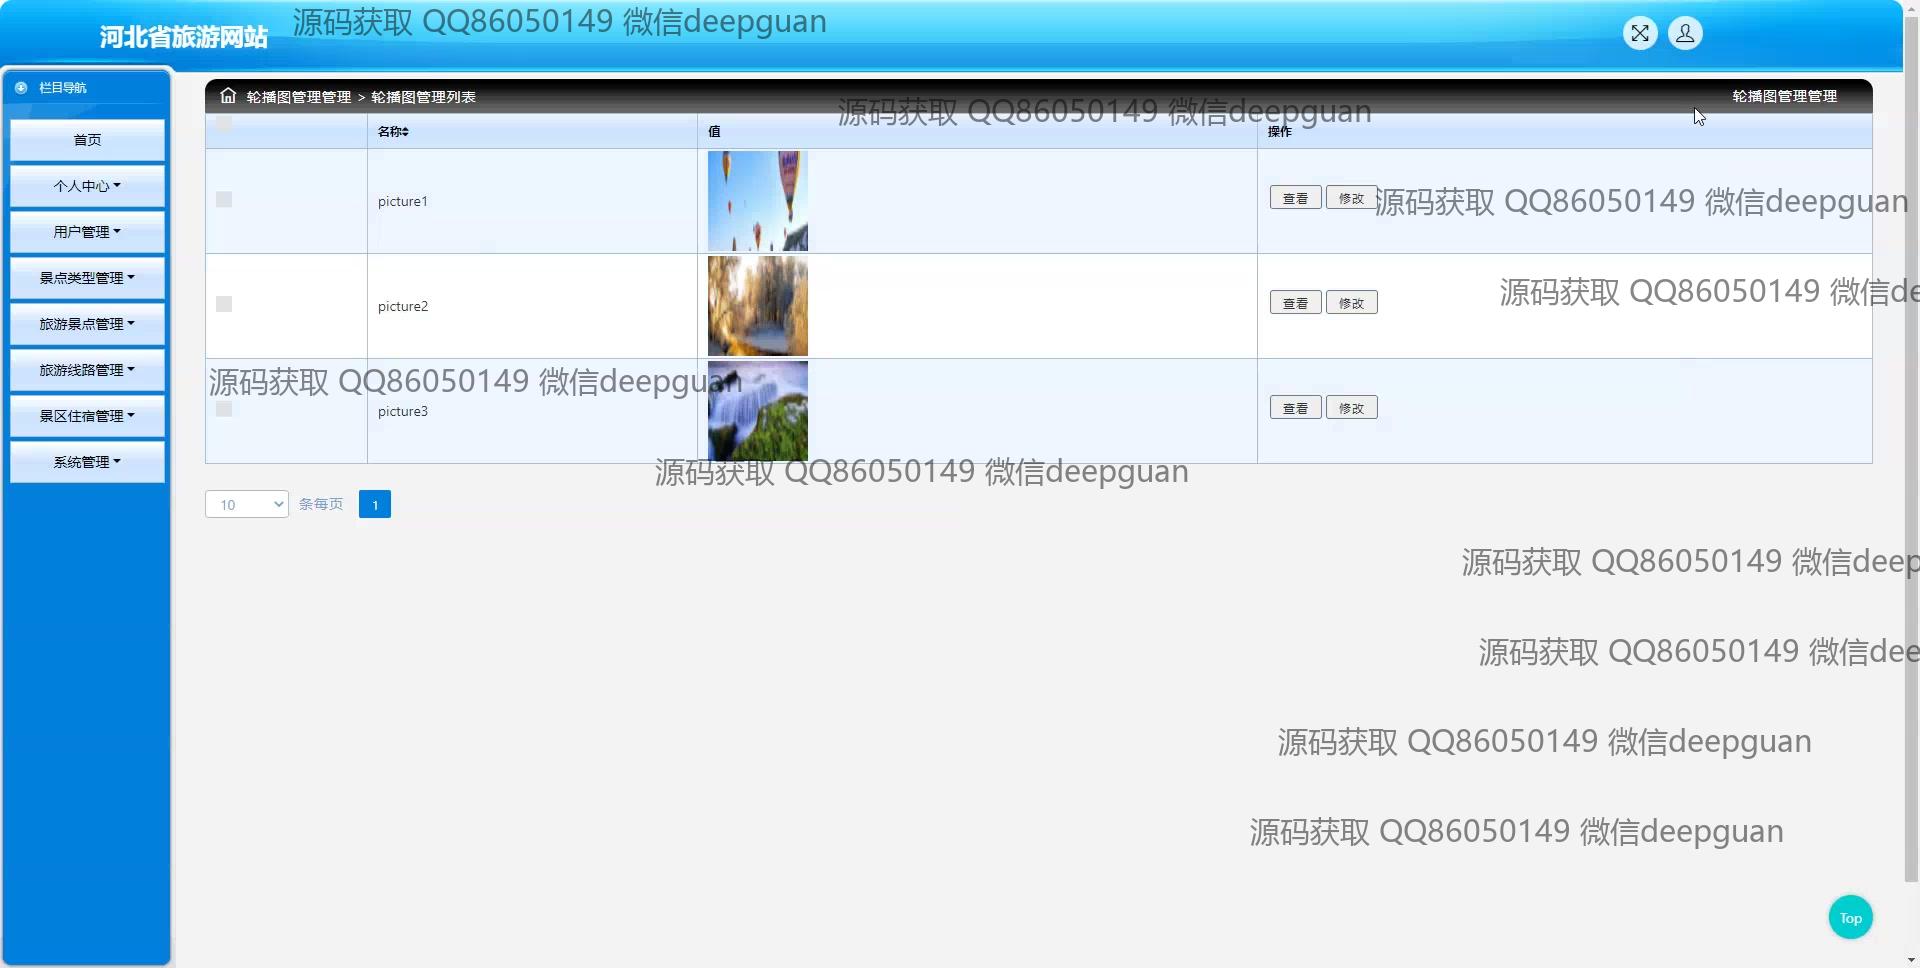 河北省旅游网站
源码获取 QQ86050149 微信deepguan
栏目导航
首页
个人中心
用户管理
景点类型管理
旅游景点管理
旅游线路管理
景区住宿管理
系统管理
轮播图管理管理 > 轮播图管理列表
轮播图管理管理
源码获取 QQ86050149 微信deepguan
名称 值 操作
picture1 查看 修改
源码获取 QQ86050149 微信deepguan
源码获取 QQ86050149 微信de
picture2 查看 修改
源码获取 QQ86050149 微信deepguan
picture3 查看 修改
源码获取 QQ86050149 微信deepguan
10 条每页 1
源码获取 QQ86050149 微信deep
源码获取 QQ86050149 微信dee
源码获取 QQ86050149 微信deepguan
源码获取 QQ86050149 微信deepguan
Top